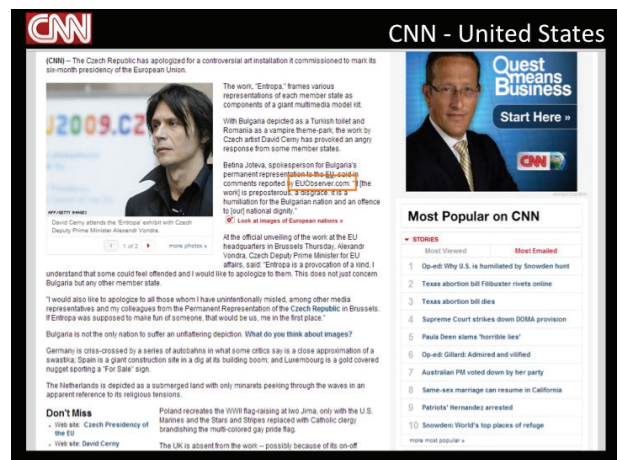 CNN
CNN - United States
(CNN) -- The Czech Republic has apologized for a controversial art installation it commissioned to mark its
six-month presidency of the European Union.
J2009.CZ
AFP/GETTY IMAGES
David Cerny attends the 'Entropa' exhibit with Czech
Deputy Prime Minister Alexandr Vondra.
1 of 2
more photos »
The work, "Entropa," frames various
representations of each member state as
components of a giant multimedia model kit.
With Bulgaria depicted as a Turkish toilet and
Romania as a vampire theme-park, the work by
Czech artist David Cerny has provoked an angry
response from some member states.
Betina Joteva, spokesperson for Bulgaria's
permanent representation to the EU, said in
comments reported by EUObserver.com: "It [the
work] is preposterous, a disgrace. It is a
humiliation for the Bulgarian nation and an offence
to [our] national dignity."
Look at images of European nations »
At the official unveiling of the work at the EU
headquarters in Brussels Thursday, Alexandr
Vondra, Czech Deputy Prime Minister for EU
affairs, said: "Entropa is a provocation of a kind. I
understand that some could feel offended and I would like to apologize to them. This does not just concern
Bulgaria but any other member state.
"I would also like to apologize to all those whom I have unintentionally misled, among other media
representatives and my colleagues from the Permanent Representation of the Czech Republic in Brussels.
If Entropa was supposed to make fun of someone, that would be us, me in the first place."
Bulgaria is not the only nation to suffer an unflattering depiction. What do you think about images?
Germany is criss-crossed by a series of autobahns in what some critics say is a close approximation of a
swastika; Spain is a giant construction site in a dig at its building boom; and Luxembourg is a gold covered
nugget sporting a "For Sale" sign.
The Netherlands is depicted as a submerged land with only minarets peeking through the waves in an
apparent reference to its religious tensions.
Don't Miss
Web site: Czech Presidency of
the EU
Web site: David Cerny
Poland recreates the WWII flag-raising at Iwo Jima, only with the U.S.
Marines and the Stars and Stripes replaced with Catholic clergy
brandishing the multi-colored gay pride flag.
The UK is absent from the work -- possibly because of its on-off
Quest
means
Business
Start Here »
CNN
Most Popular on CNN
STORIES
Most Viewed Most Emailed
1 Op-ed: Why U.S. is humiliated by Snowden hunt
2 Texas abortion bill Filibuster rivets online
3 Texas abortion bill dies
4 Supreme Court strikes down DOMA provision
5 Paula Deen slams 'horrible lies'
6 Op-ed: Gillard: Admired and vilified
7 Australian PM voted down by her party
8 Same-sex marriage can resume in California
9 Patriots' Hernandez arrested
10 Snowden: World's top places of refuge
more most popular »